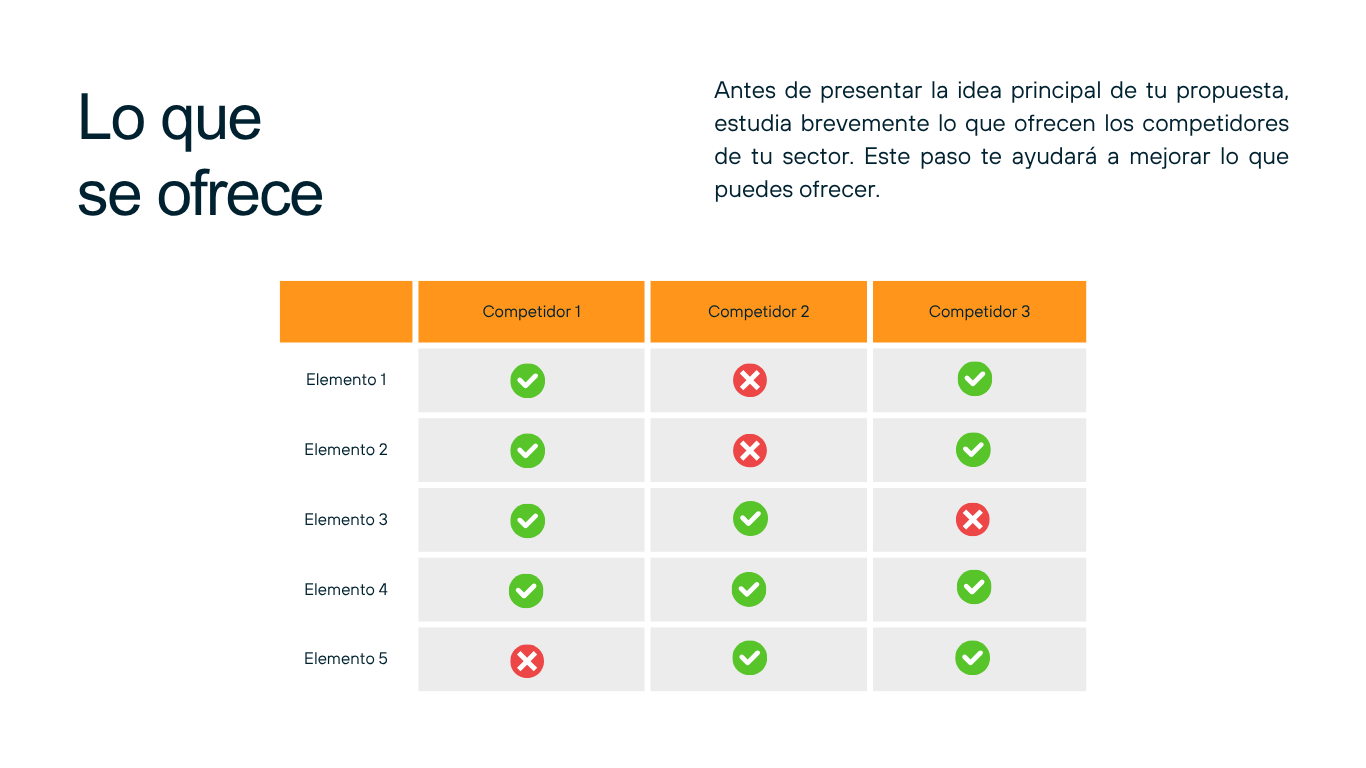 Lo que
se ofrece
Antes de presentar la idea principal de tu propuesta,
estudia brevemente lo que ofrecen los competidores
de tu sector. Este paso te ayudará a mejorar lo que
puedes ofrecer.
Competidor 1 Competidor 2 Competidor 3
Elemento 1
Elemento 2
Elemento 3
Elemento 4
Elemento 5